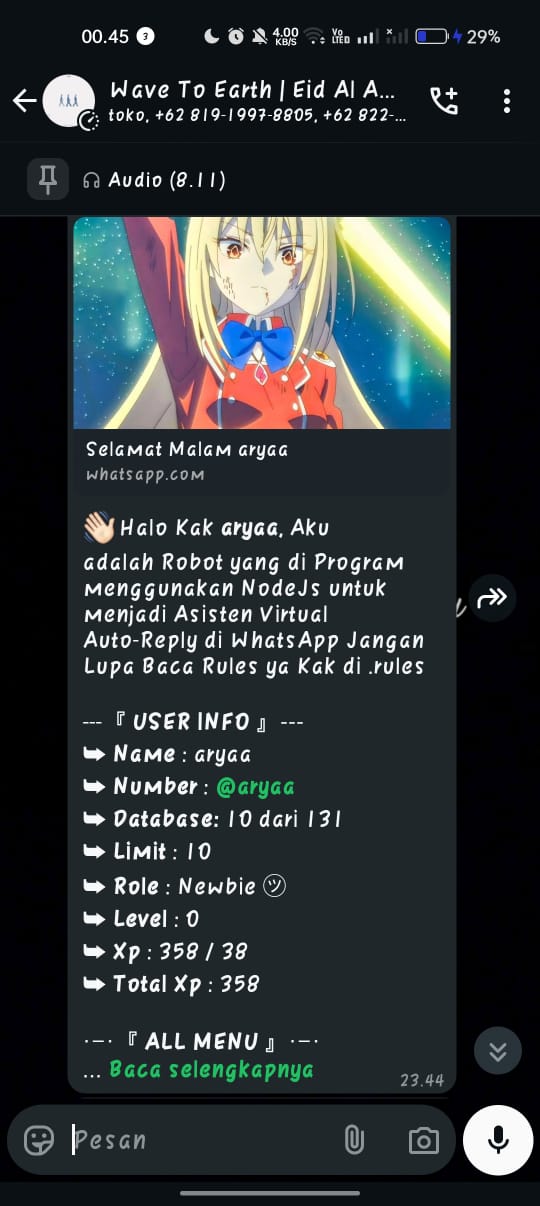 00.45 3 4.00 KB/S Vo LTED 29%
Wave To Earth | Eid Al A...
toko, +62 819-1997-8805, +62 822-...
Audio (8.11)
Selamat Malam aryaa
whatsapp.com
👋🏻Halo Kak aryaa, Aku
adalah Robot yang di Program
menggunakan NodeJs untuk
menjadi Asisten Virtual
Auto-Reply di WhatsApp Jangan
Lupa Baca Rules ya Kak di .rules
--- 『 USER INFO 』 ---
➥ Name : aryaa
➥ Number : @aryaa
➥ Database: 10 dari 131
➥ Limit : 10
➥ Role : Newbie ㋡
➥ Level : 0
➥ Xp : 358 / 38
➥ Total Xp : 358
·–· 『 ALL MENU 』 ·–·
... Baca selengkapnya
23.44
Pesan